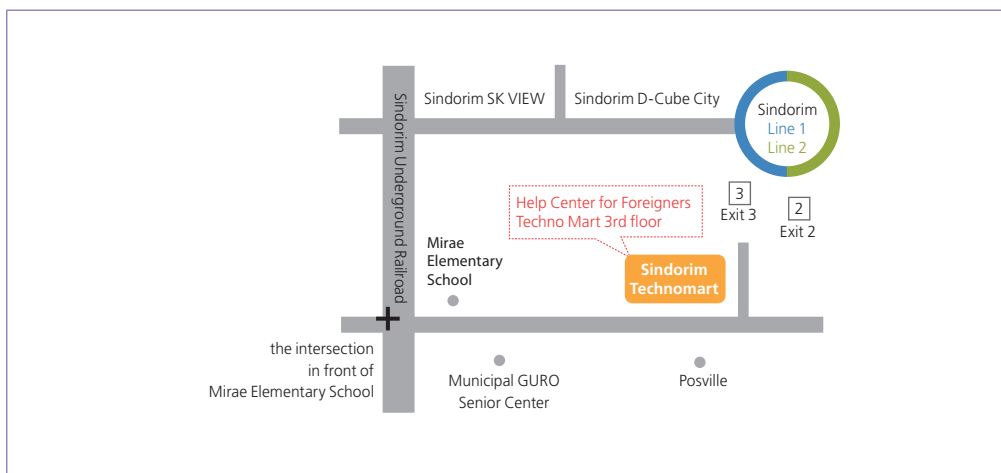 Sindorim SK VIEW
Sindorim D-Cube City
Sindorim
Line 1
Line 2
Sindorim Underground Railroad
3
Exit 3
2
Exit 2
Help Center for Foreigners
Techno Mart 3rd floor
Mirae
Elementary
School
Sindorim
Technomart
the intersection
in front of
Mirae Elementary School
Municipal GURO
Senior Center
Posville